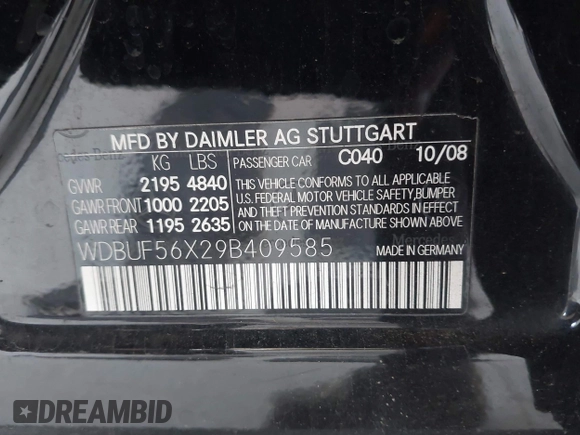 MFD BY DAIMLER AG STUTTGART
KG LBS PASSENGER CAR C040 10/08
GVWR 2195 4840
GAWR FRONT 1000 2205
GAWR REAR 1195 2635
THIS VEHICLE CONFORMS TO ALL APPLICABLE
U.S. FEDERAL MOTOR VEHICLE SAFETY, BUMPER
AND THEFT PREVENTION STANDARDS IN EFFECT
ON THE DATE OF MANUFACTURE SHOWN ABOVE
WDBUF56X29B409585 MADE IN GERMANY
DREAMBID